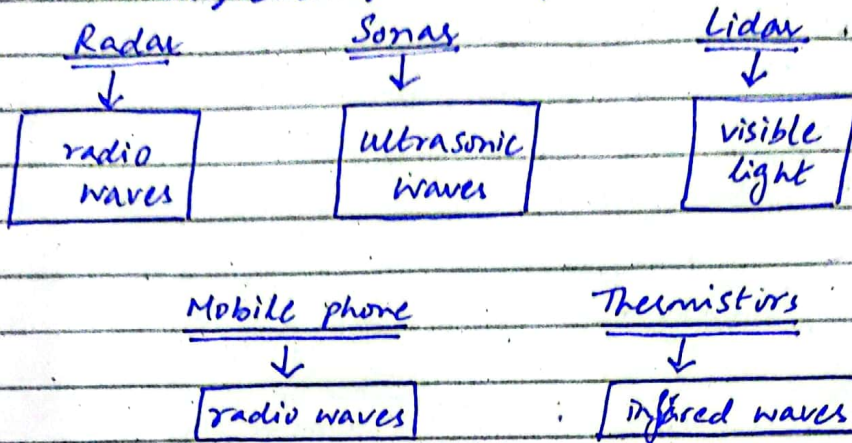 Radar Sonar Lidar
radio ultrasonic visible
waves waves light
Mobile phone Thermistors
radio waves infrared waves